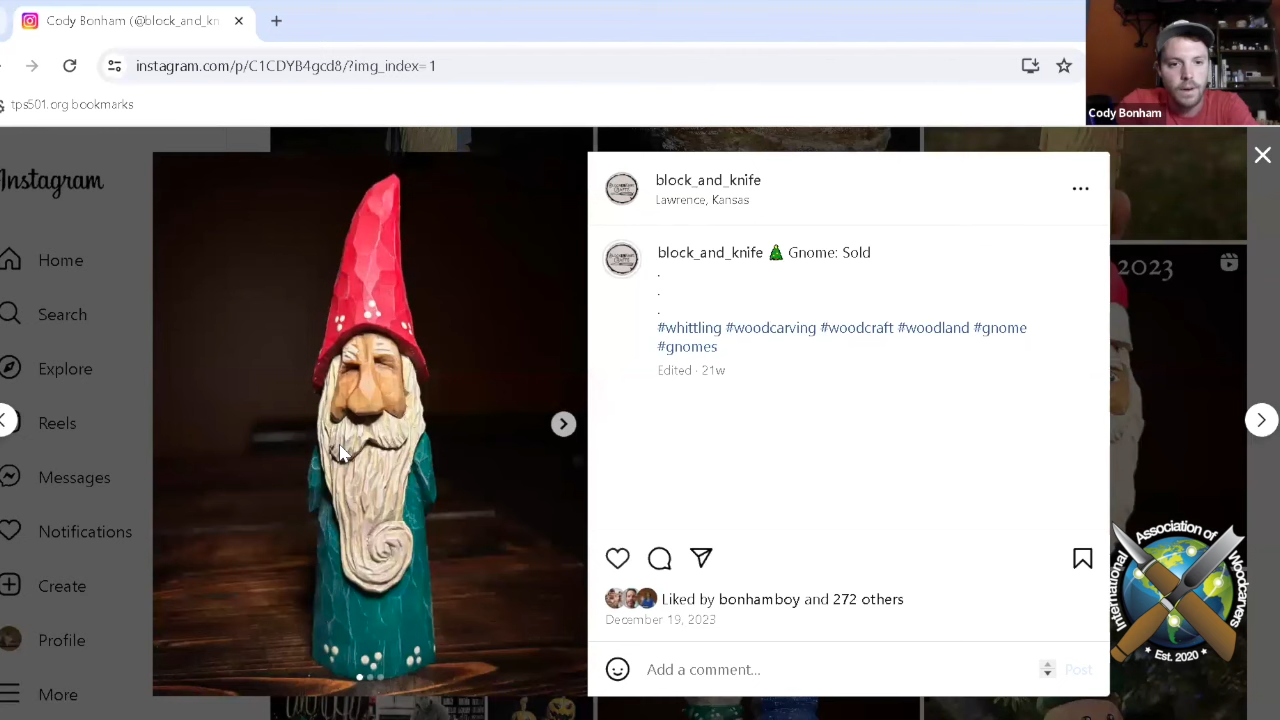 Cody Bonham (@block_and_kn
instagram.com/p/C1CDYB4gcd8/?img_index=1
tps501.org bookmarks
Cody Bonham
Instagram
Home
Search
Explore
Reels
Messages
Notifications
Create
Profile
More
block_and_knife
Lawrence, Kansas
block_and_knife 🎄 Gnome: Sold
.
.
.
#whittling #woodcarving #woodcraft #woodland #gnome
#gnomes
Edited · 21w
Liked by bonhamboy and 272 others
December 19, 2023
Add a comment...
Post
2023
International Association of Woodcarvers
Est. 2020